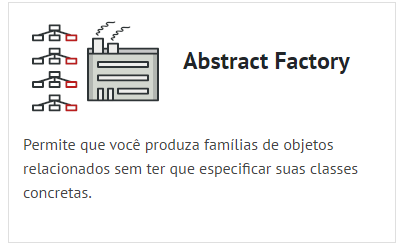 Abstract Factory
Permite que você produza famílias de objetos
relacionados sem ter que especificar suas classes
concretas.